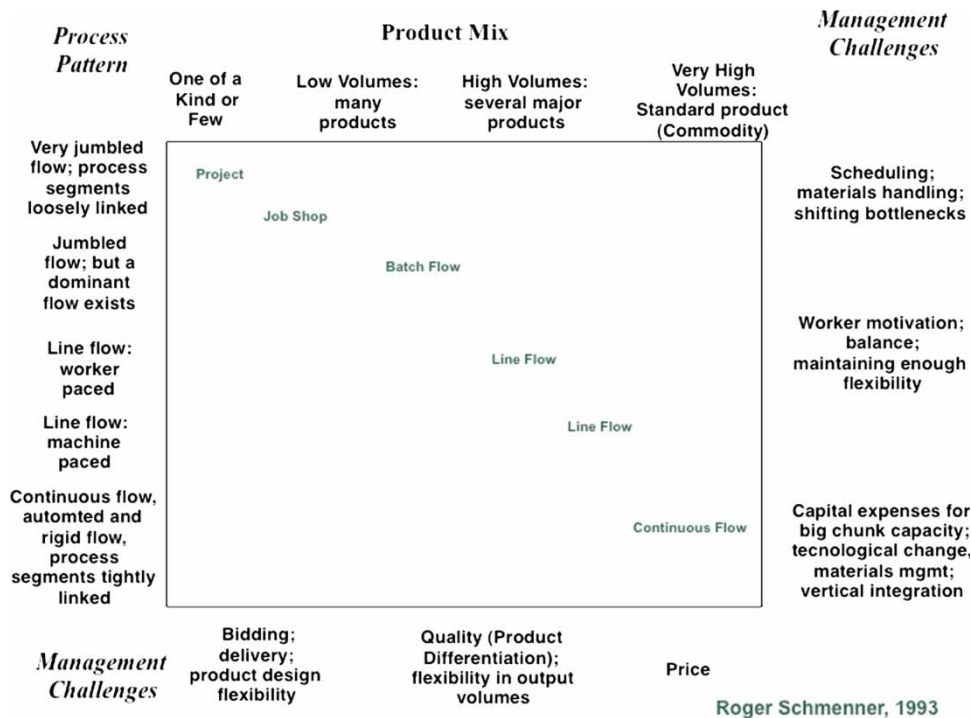 Process
Pattern
Product Mix
Management
Challenges
One of a
Kind or
Few
Low Volumes:
many
products
High Volumes:
several major
products
Very High
Volumes:
Standard product
(Commodity)
Very jumbled
flow; process
segments
loosely linked
Jumbled
flow; but a
dominant
flow exists
Line flow:
worker
paced
Line flow:
machine
paced
Continuous flow,
automted and
rigid flow,
process
segments tightly
linked
Project
Job Shop
Batch Flow
Line Flow
Line Flow
Continuous Flow
Scheduling;
materials handling;
shifting bottlenecks
Worker motivation;
balance;
maintaining enough
flexibility
Capital expenses for
big chunk capacity;
tecnological change,
materials mgmt;
vertical integration
Management
Challenges
Bidding;
delivery;
product design
flexibility
Quality (Product
Differentiation);
flexibility in output
volumes
Price
Roger Schmenner, 1993